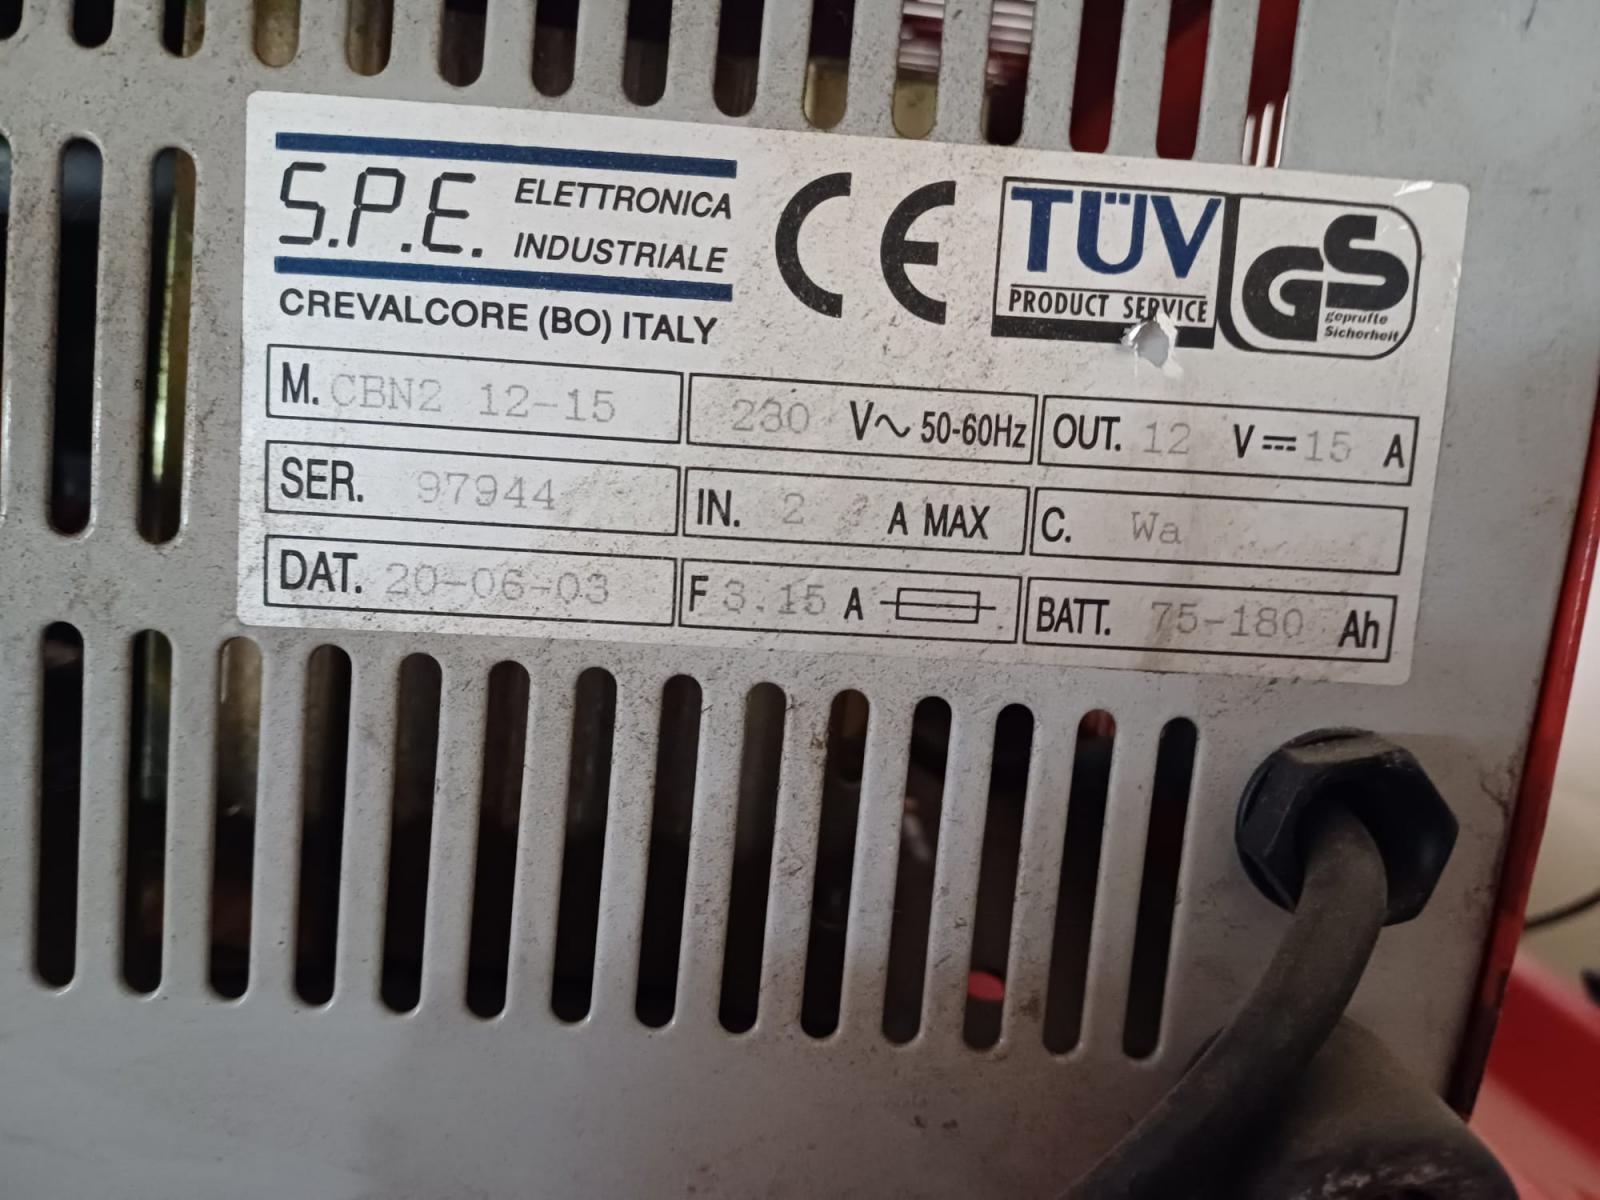 S.P.E. ELETTRONICA INDUSTRIALE
CREVALCORE (BO) ITALY
CE
TÜV
PRODUCT SERVICE
GS
geprüfte
Sicherheit
M. CBN2 12-15
230 V~ 50-60Hz
OUT. 12 V⎓15 A
SER. 97944
IN. 2 A MAX
C. Wa
DAT. 20-06-03
F 3.15 A
BATT. 75-180 Ah